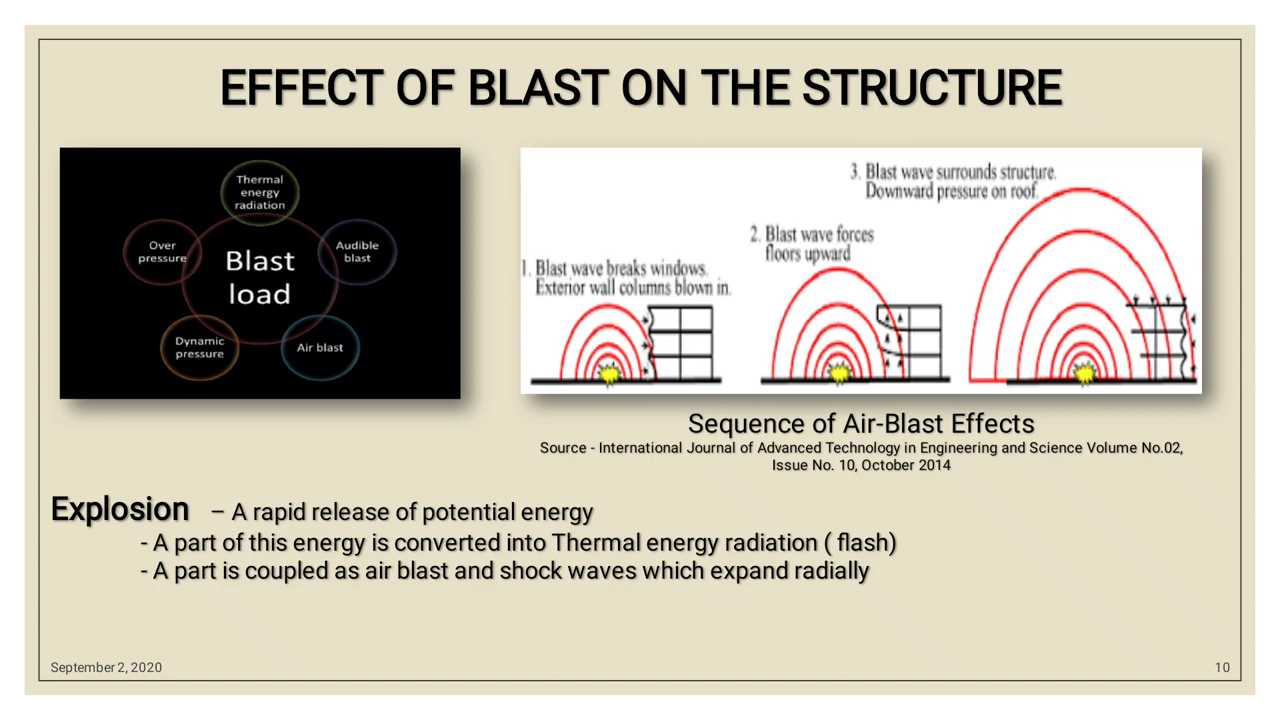 EFFECT OF BLAST ON THE STRUCTURE
Thermal
energy
radiation
Over
pressure
Audible
blast
Blast
load
Dynamic
pressure
Air blast
1. Blast wave breaks windows.
Exterior wall columns blown in.
2. Blast wave forces
floors upward
3. Blast wave surrounds structure.
Downward pressure on roof.
Sequence of Air-Blast Effects
Source - International Journal of Advanced Technology in Engineering and Science Volume No.02,
Issue No. 10, October 2014
Explosion – A rapid release of potential energy
- A part of this energy is converted into Thermal energy radiation ( flash)
- A part is coupled as air blast and shock waves which expand radially
September 2, 2020
10